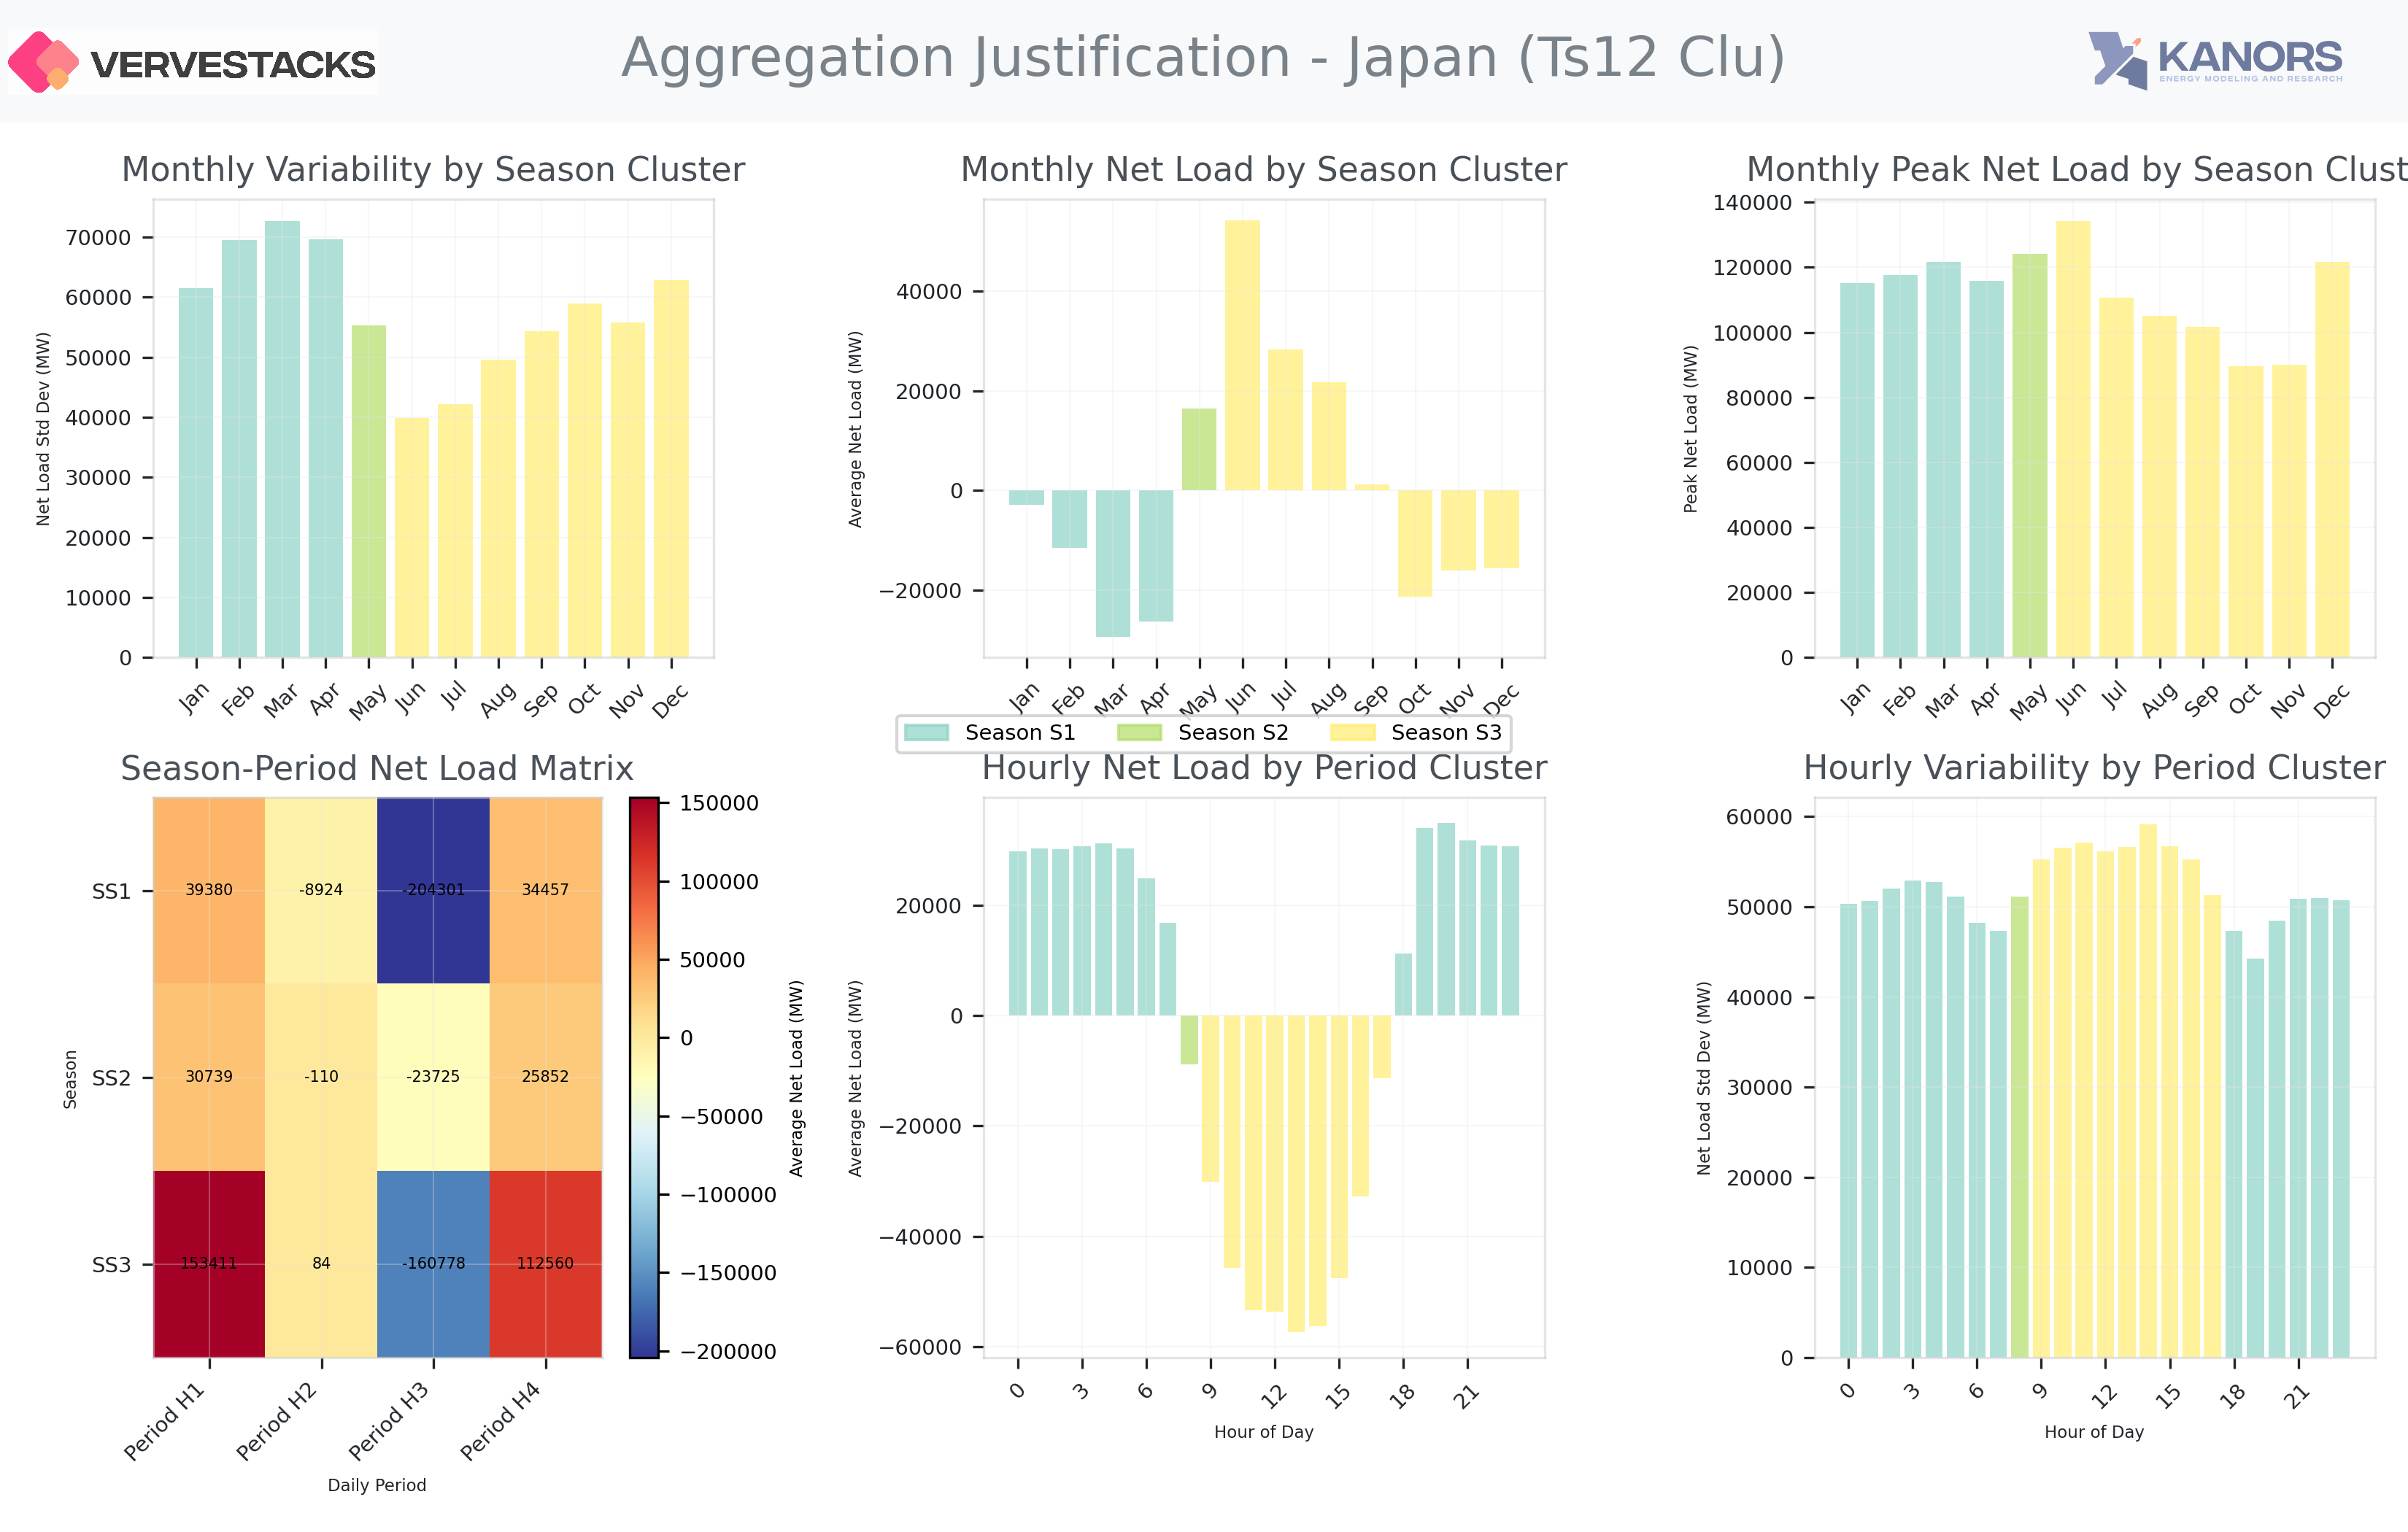 VERVESTACKS
Aggregation Justification - Japan (Ts12 Clu)
KANORS
ENERGY MODELING AND RESEARCH
Monthly Variability by Season Cluster
Net Load Std Dev (MW)
70000
60000
50000
40000
30000
20000
10000
0
Jan
Feb
Mar
Apr
May
Jun
Jul
Aug
Sep
Oct
Nov
Dec
Monthly Net Load by Season Cluster
Average Net Load (MW)
40000
20000
0
−20000
Jan
Feb
Mar
Apr
May
Jun
Jul
Aug
Sep
Oct
Nov
Dec
Monthly Peak Net Load by Season Clust
Peak Net Load (MW)
140000
120000
100000
80000
60000
40000
20000
0
Jan
Feb
Mar
Apr
May
Jun
Jul
Aug
Sep
Oct
Nov
Dec
Season S1
Season S2
Season S3
Season-Period Net Load Matrix
Season
SS1
39380
-8924
-204301
34457
SS2
30739
-110
-23725
25852
SS3
153411
84
-160778
112560
Period H1
Period H2
Period H3
Period H4
Daily Period
150000
100000
50000
0
−50000
−100000
−150000
−200000
Average Net Load (MW)
Hourly Net Load by Period Cluster
Average Net Load (MW)
20000
0
−20000
−40000
−60000
0
3
6
9
12
15
18
21
Hour of Day
Hourly Variability by Period Cluster
Net Load Std Dev (MW)
60000
50000
40000
30000
20000
10000
0
0
3
6
9
12
15
18
21
Hour of Day